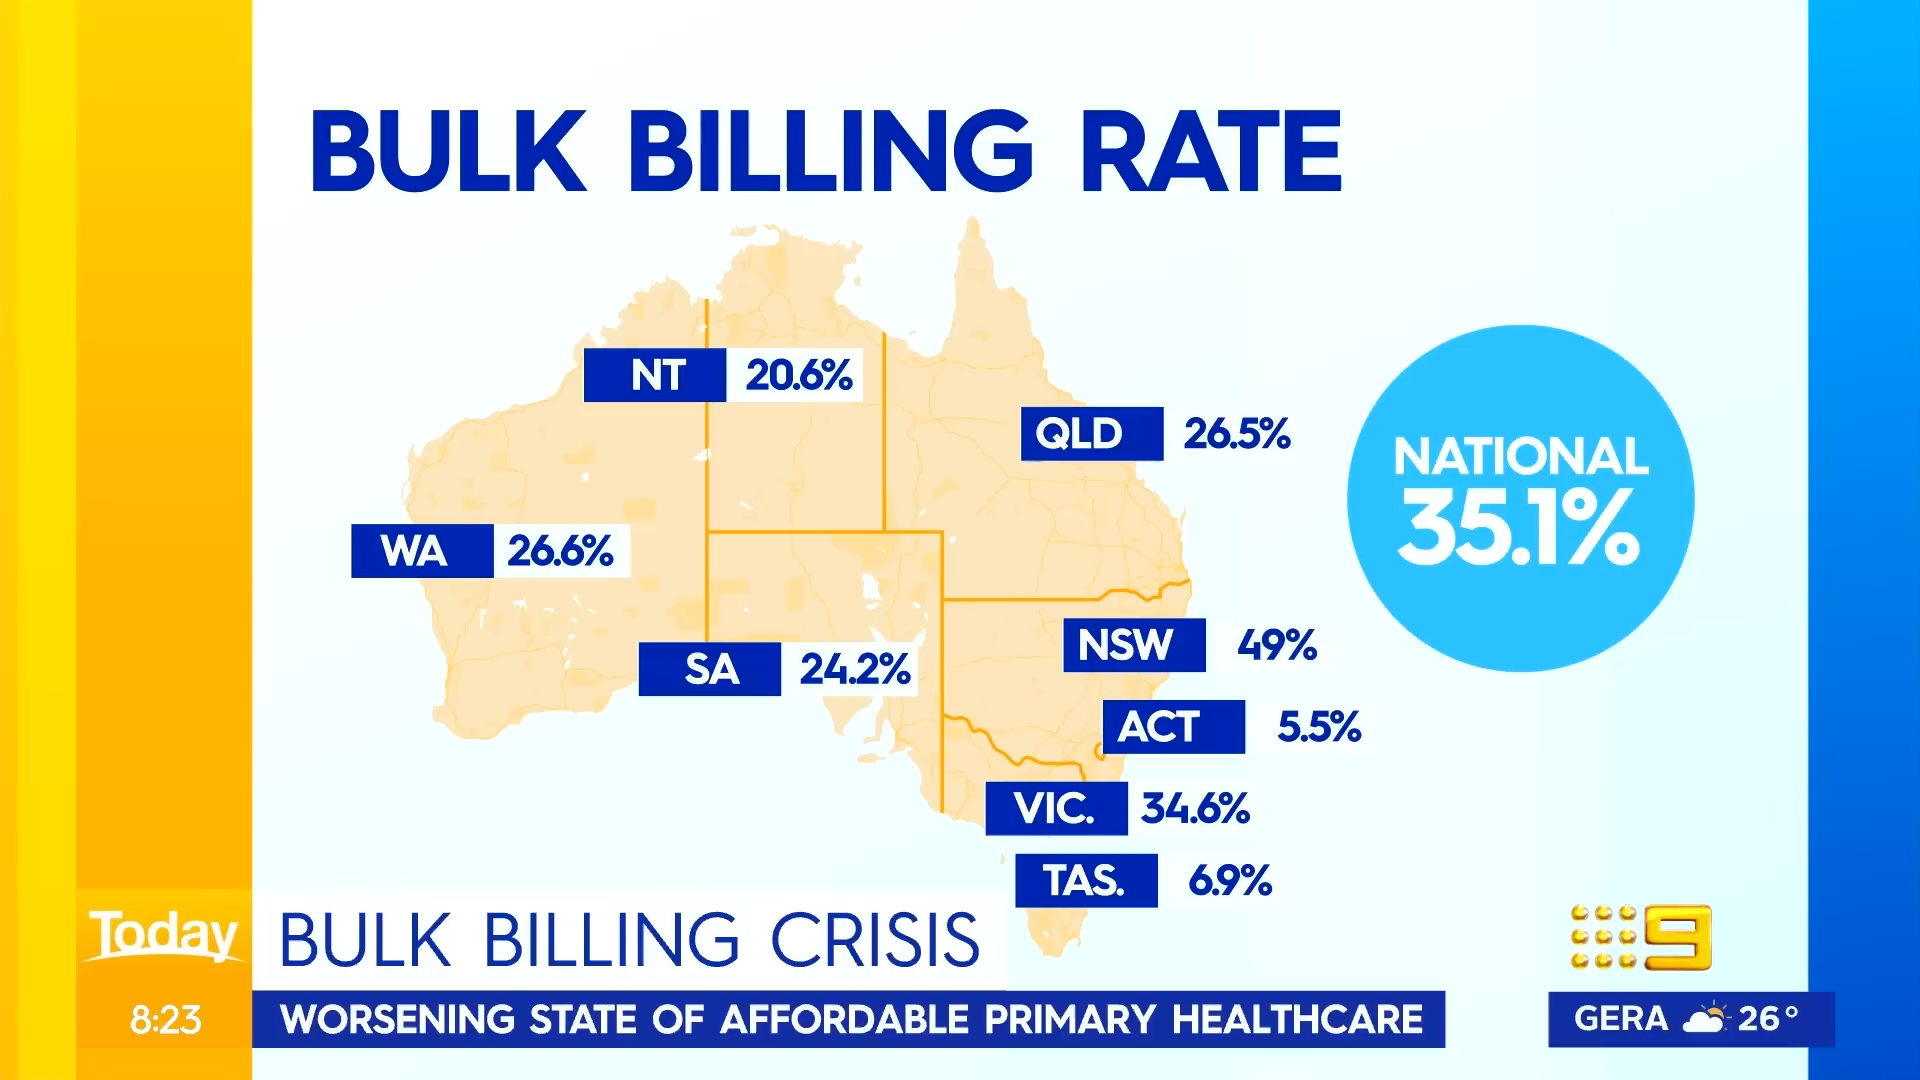 BULK BILLING RATE
NT 20.6%
QLD 26.5%
NATIONAL
35.1%
WA 26.6%
NSW 49%
SA 24.2%
ACT 5.5%
VIC. 34.6%
TAS. 6.9%
Today
BULK BILLING CRISIS
9
8:23
WORSENING STATE OF AFFORDABLE PRIMARY HEALTHCARE
GERA 26°